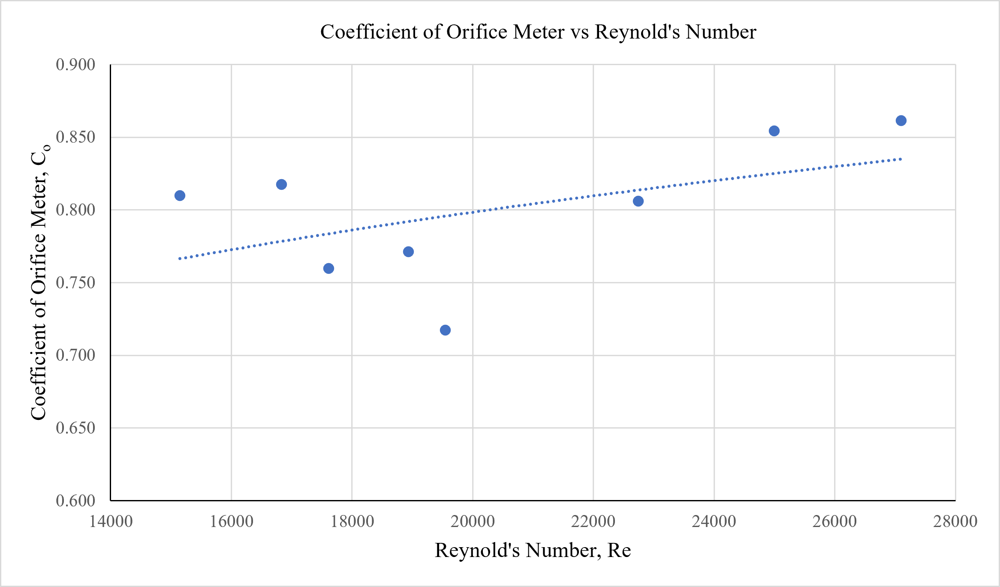 Coefficient of Orifice Meter vs Reynold's Number
0.900
0.850
0.800
0.750
0.700
0.650
0.600
Coefficient of Orifice Meter, Co
14000 16000 18000 20000 22000 24000 26000 28000
Reynold's Number, Re